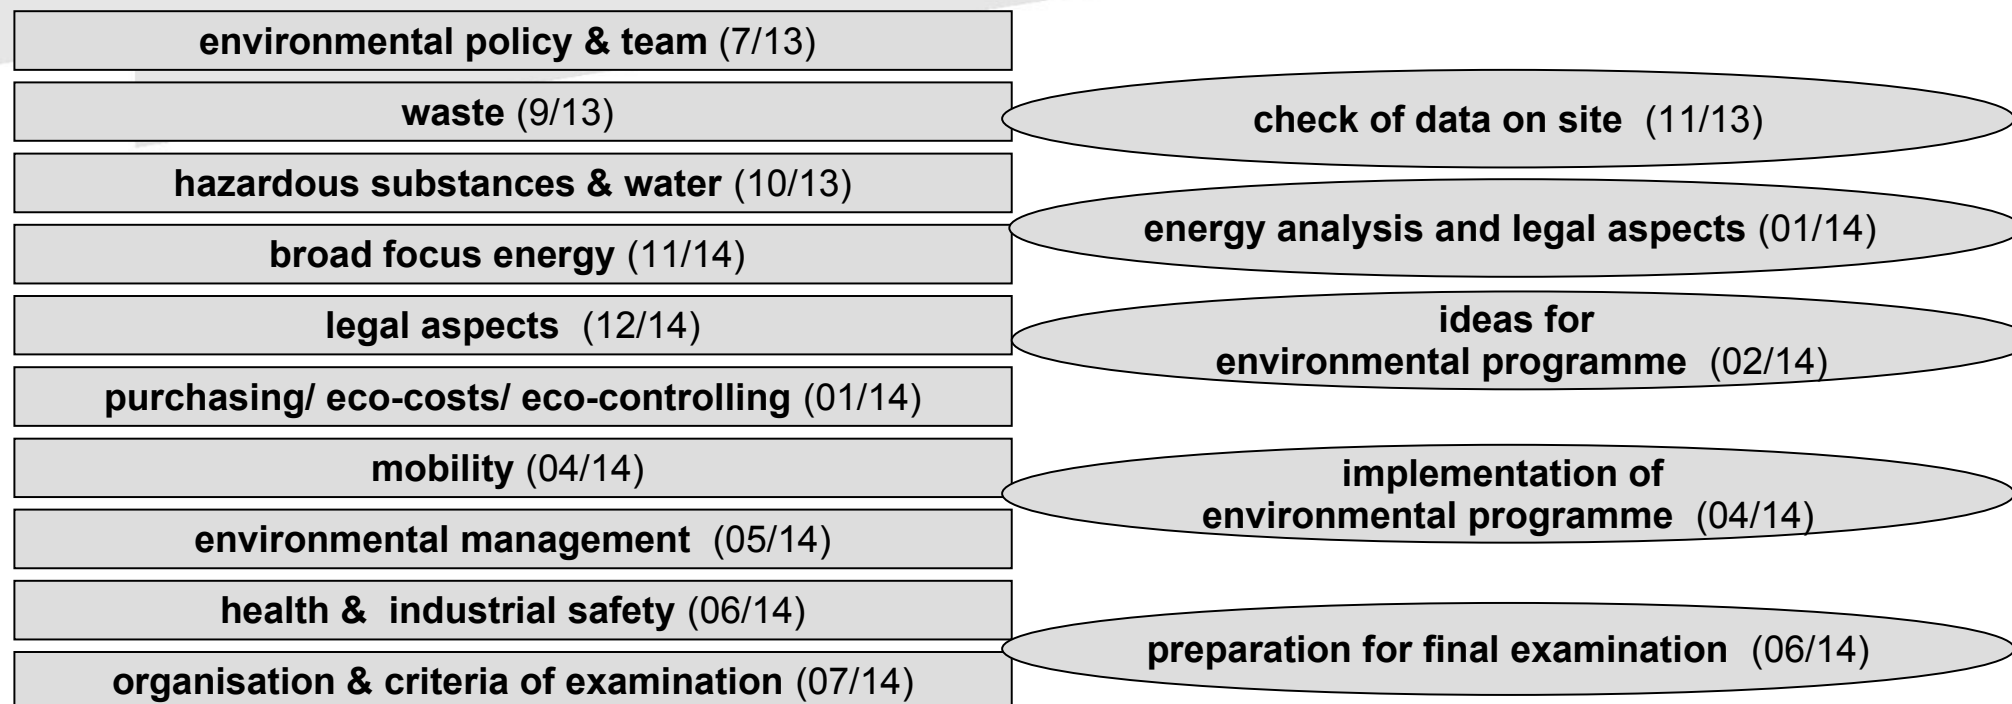 environmental policy & team (7/13)
waste (9/13)
hazardous substances & water (10/13)
broad focus energy (11/14)
legal aspects (12/14)
purchasing/ eco-costs/ eco-controlling (01/14)
mobility (04/14)
environmental management (05/14)
health & industrial safety (06/14)
organisation & criteria of examination (07/14)
check of data on site (11/13)
energy analysis and legal aspects (01/14)
ideas for
environmental programme (02/14)
implementation of
environmental programme (04/14)
preparation for final examination (06/14)